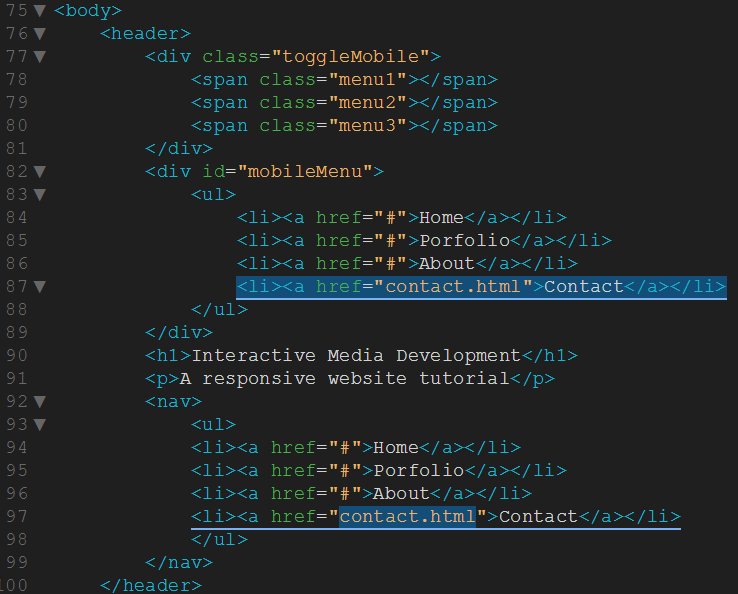 75 ▼ <body>
76 ▼     <header>
77 ▼         <div class="toggleMobile">
78                 <span class="menu1"></span>
79                 <span class="menu2"></span>
80                 <span class="menu3"></span>
81             </div>
82 ▼         <div id="mobileMenu">
83 ▼             <ul>
84                     <li><a href="#">Home</a></li>
85                     <li><a href="#">Porfolio</a></li>
86                     <li><a href="#">About</a></li>
87 ▼                 <li><a href="contact.html">Contact</a></li>
88                 </ul>
89             </div>
90             <h1>Interactive Media Development</h1>
91             <p>A responsive website tutorial</p>
92 ▼         <nav>
93 ▼             <ul>
94                 <li><a href="#">Home</a></li>
95                 <li><a href="#">Porfolio</a></li>
96                 <li><a href="#">About</a></li>
97                 <li><a href="contact.html">Contact</a></li>
98                 </ul>
99             </nav>
100         </header>